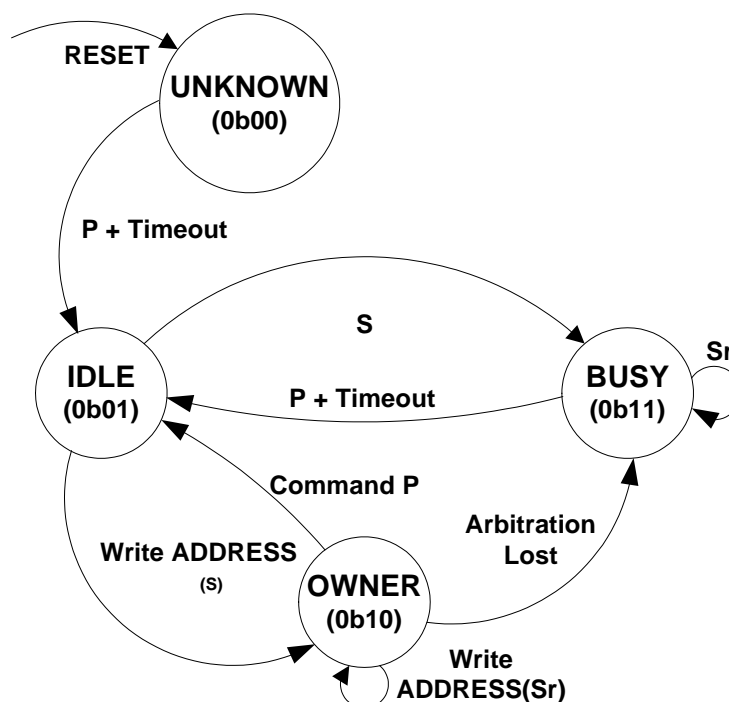 RESET
UNKNOWN
(0b00)
P + Timeout
S
IDLE
(0b01)
BUSY
(0b11)
Sr
P + Timeout
Command P
Arbitration
Lost
Write ADDRESS
(S)
OWNER
(0b10)
Write
ADDRESS(Sr)